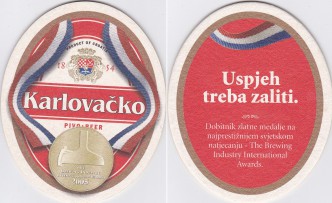 PRODUCT OF CROATIA
18 54
Karlovačko
PIVO-BEER
Uspjeh
treba zaliti.
Dobitnik zlatne medalje na
najprestižnijem svjetskom
natjecanju - The Brewing
Industry International
Awards.